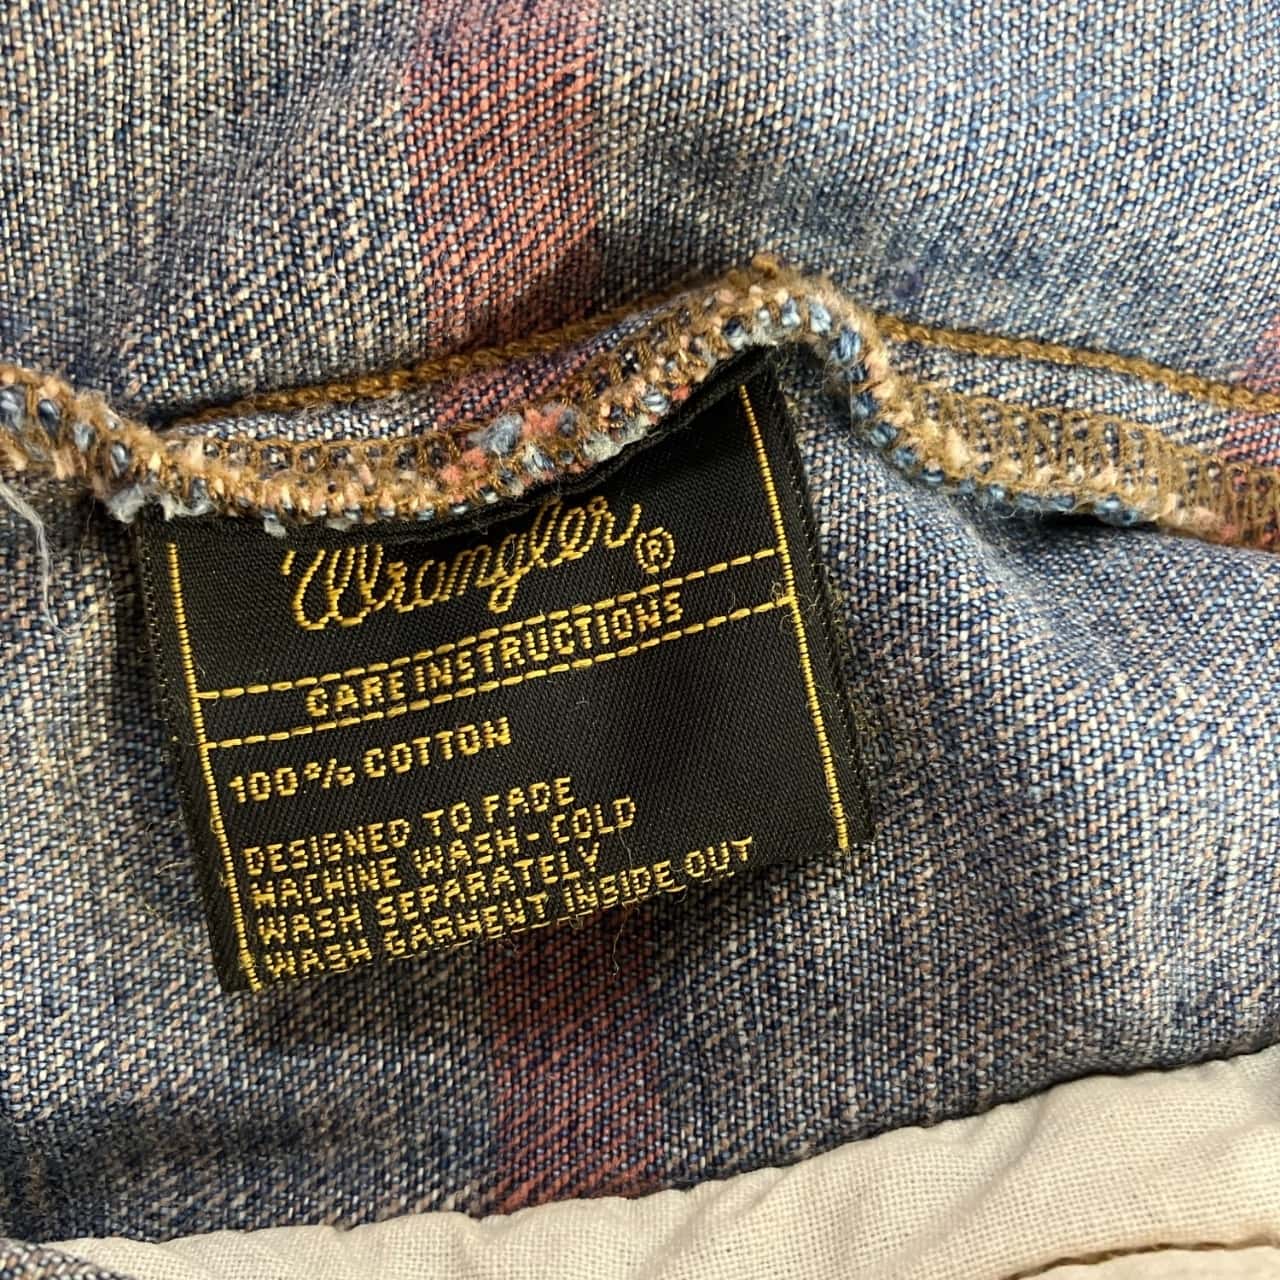 Wrangler®
CARE INSTRUCTIONS
100% COTTON
DESIGNED TO FADE
MACHINE WASH - COLD
WASH SEPARATELY
WASH GARMENT INSIDE OUT